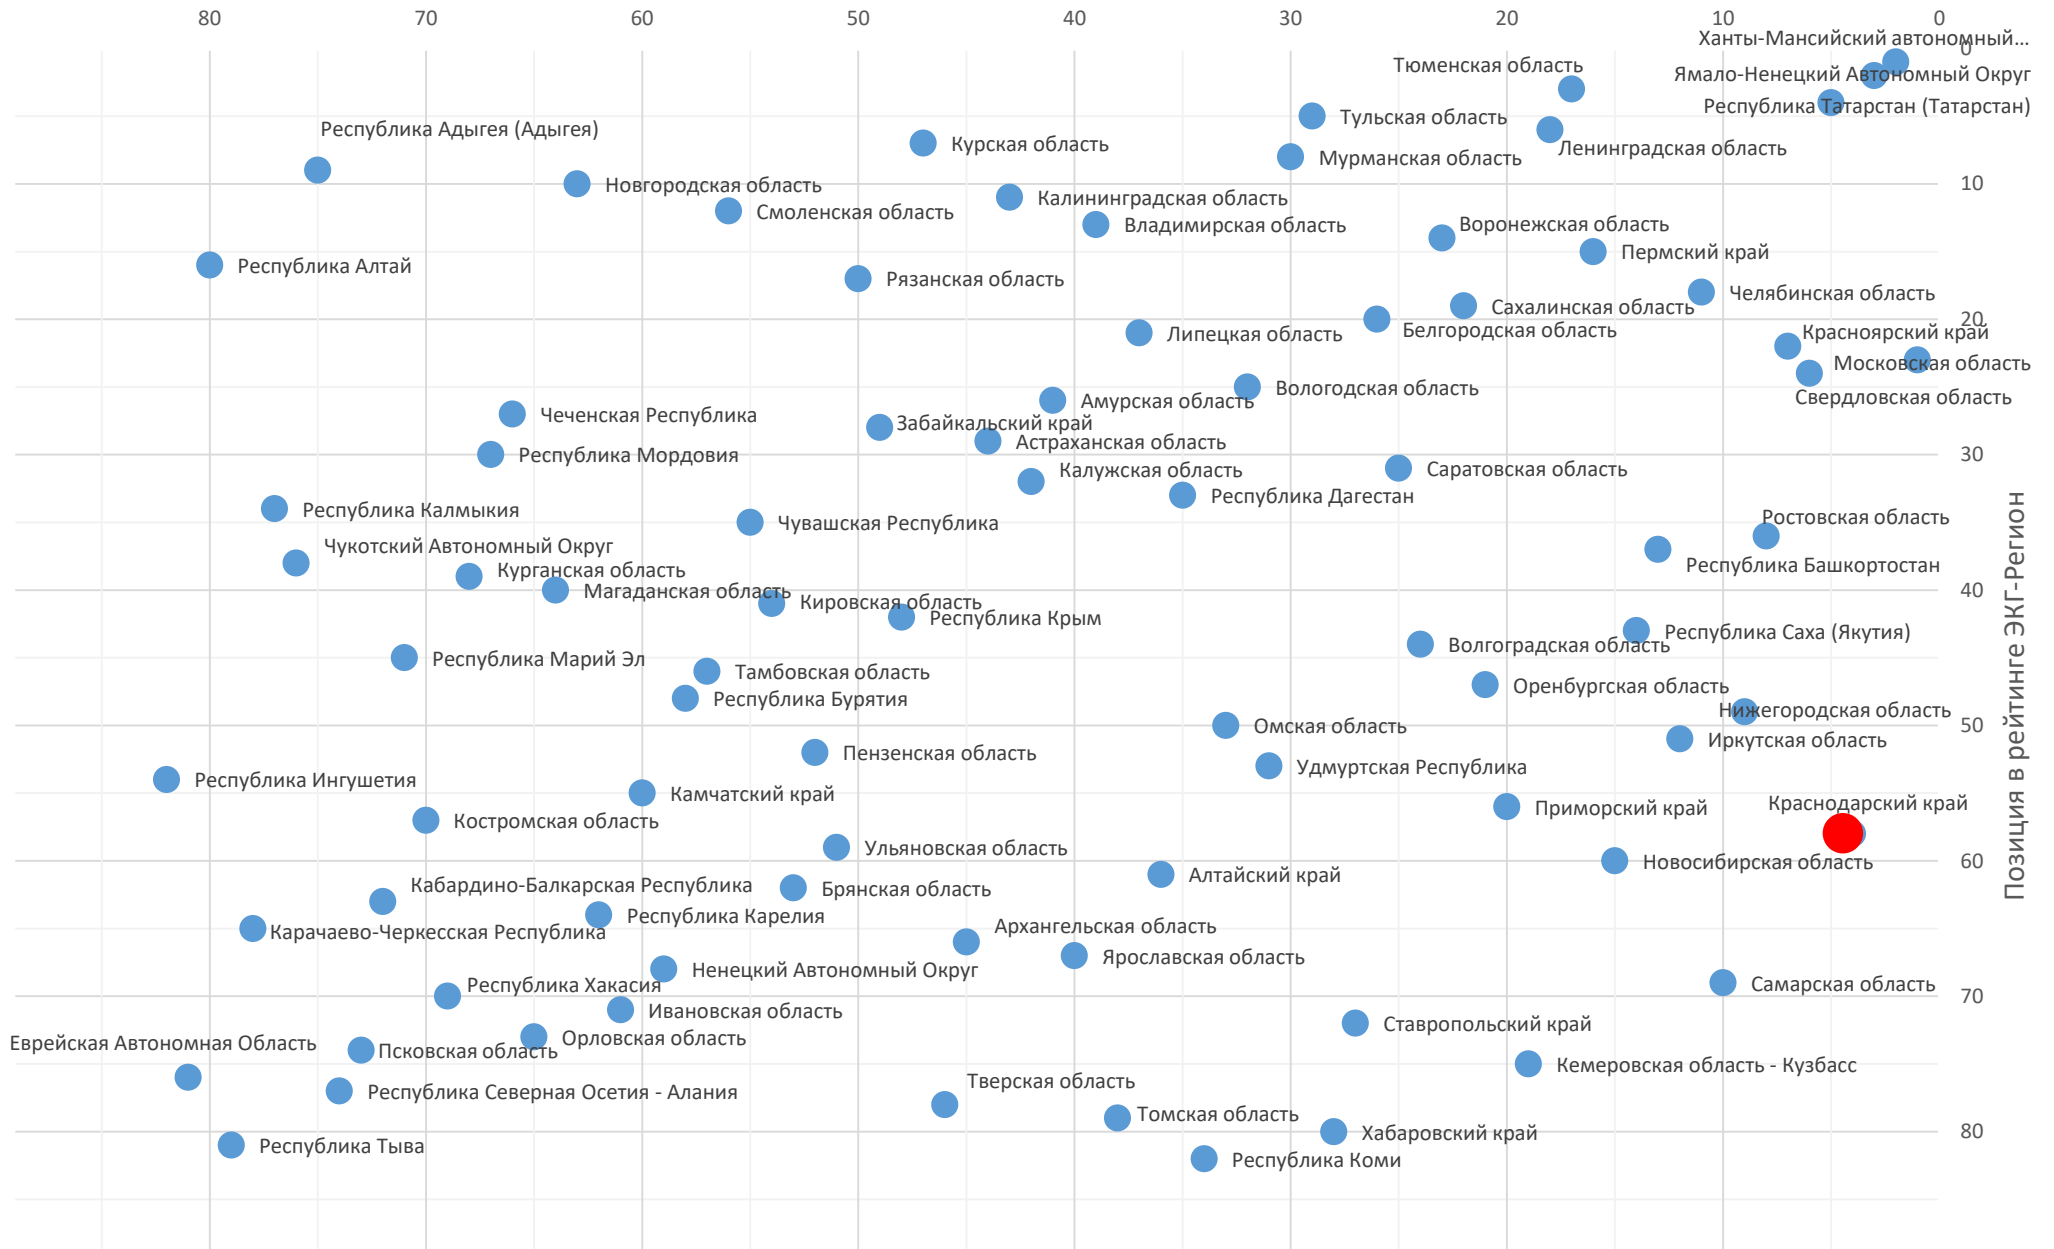 80 70 60 50 40 30 20 10 0
Ханты-Мансийский автономный...
0
Тюменская область
Ямало-Ненецкий Автономный Округ
Республика Татарстан (Татарстан)
Тульская область
Республика Адыгея (Адыгея)
Курская область
Ленинградская область
Мурманская область
10
Новгородская область
Калининградская область
Смоленская область
Владимирская область
Воронежская область
Пермский край
Республика Алтай
Рязанская область
Челябинская область
Сахалинская область
20
Белгородская область
Липецкая область
Красноярский край
Московская область
Вологодская область
Свердловская область
Амурская область
Чеченская Республика
Забайкальский край
Астраханская область
30
Республика Мордовия
Саратовская область
Калужская область
Республика Дагестан
Республика Калмыкия
Ростовская область
Чувашская Республика
Чукотский Автономный Округ
Республика Башкортостан
Курганская область
40
Магаданская область
Кировская область
Республика Крым
Республика Саха (Якутия)
Волгоградская область
Республика Марий Эл
Тамбовская область
Оренбургская область
Республика Бурятия
Нижегородская область
50
Омская область
Иркутская область
Пензенская область
Удмуртская Республика
Республика Ингушетия
Камчатский край
Краснодарский край
Приморский край
Костромская область
Ульяновская область
60
Новосибирская область
Алтайский край
Кабардино-Балкарская Республика
Брянская область
Республика Карелия
Архангельская область
Карачаево-Черкесская Республика
Ярославская область
Ненецкий Автономный Округ
Республика Хакасия
Самарская область
70
Ивановская область
Ставропольский край
Орловская область
Еврейская Автономная Область
Псковская область
Кемеровская область - Кузбасс
Тверская область
Республика Северная Осетия - Алания
Томская область
80
Хабаровский край
Республика Тыва
Республика Коми
Позиция в рейтинге ЭКГ-Регион